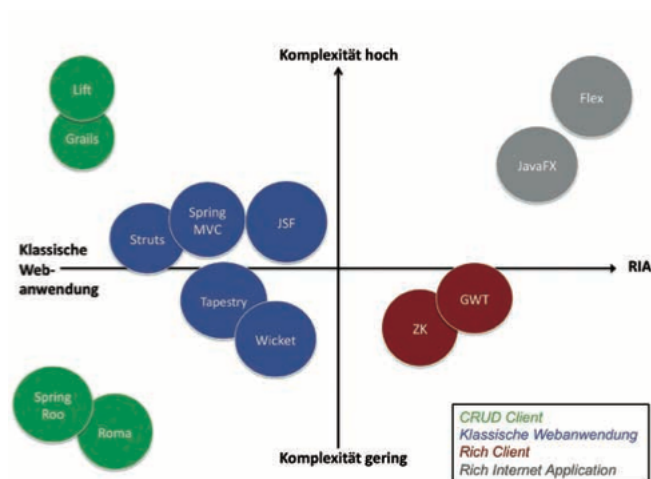 Komplexität hoch
Lift
Grails
Flex
JavaFX
Spring
MVC
JSF
Struts
Klassische
Web-
anwendung
RIA
Tapestry
Wicket
GWT
ZK
Spring
Roo
Roma
Komplexität gering
CRUD Client
Klassische Webanwendung
Rich Client
Rich Internet Application